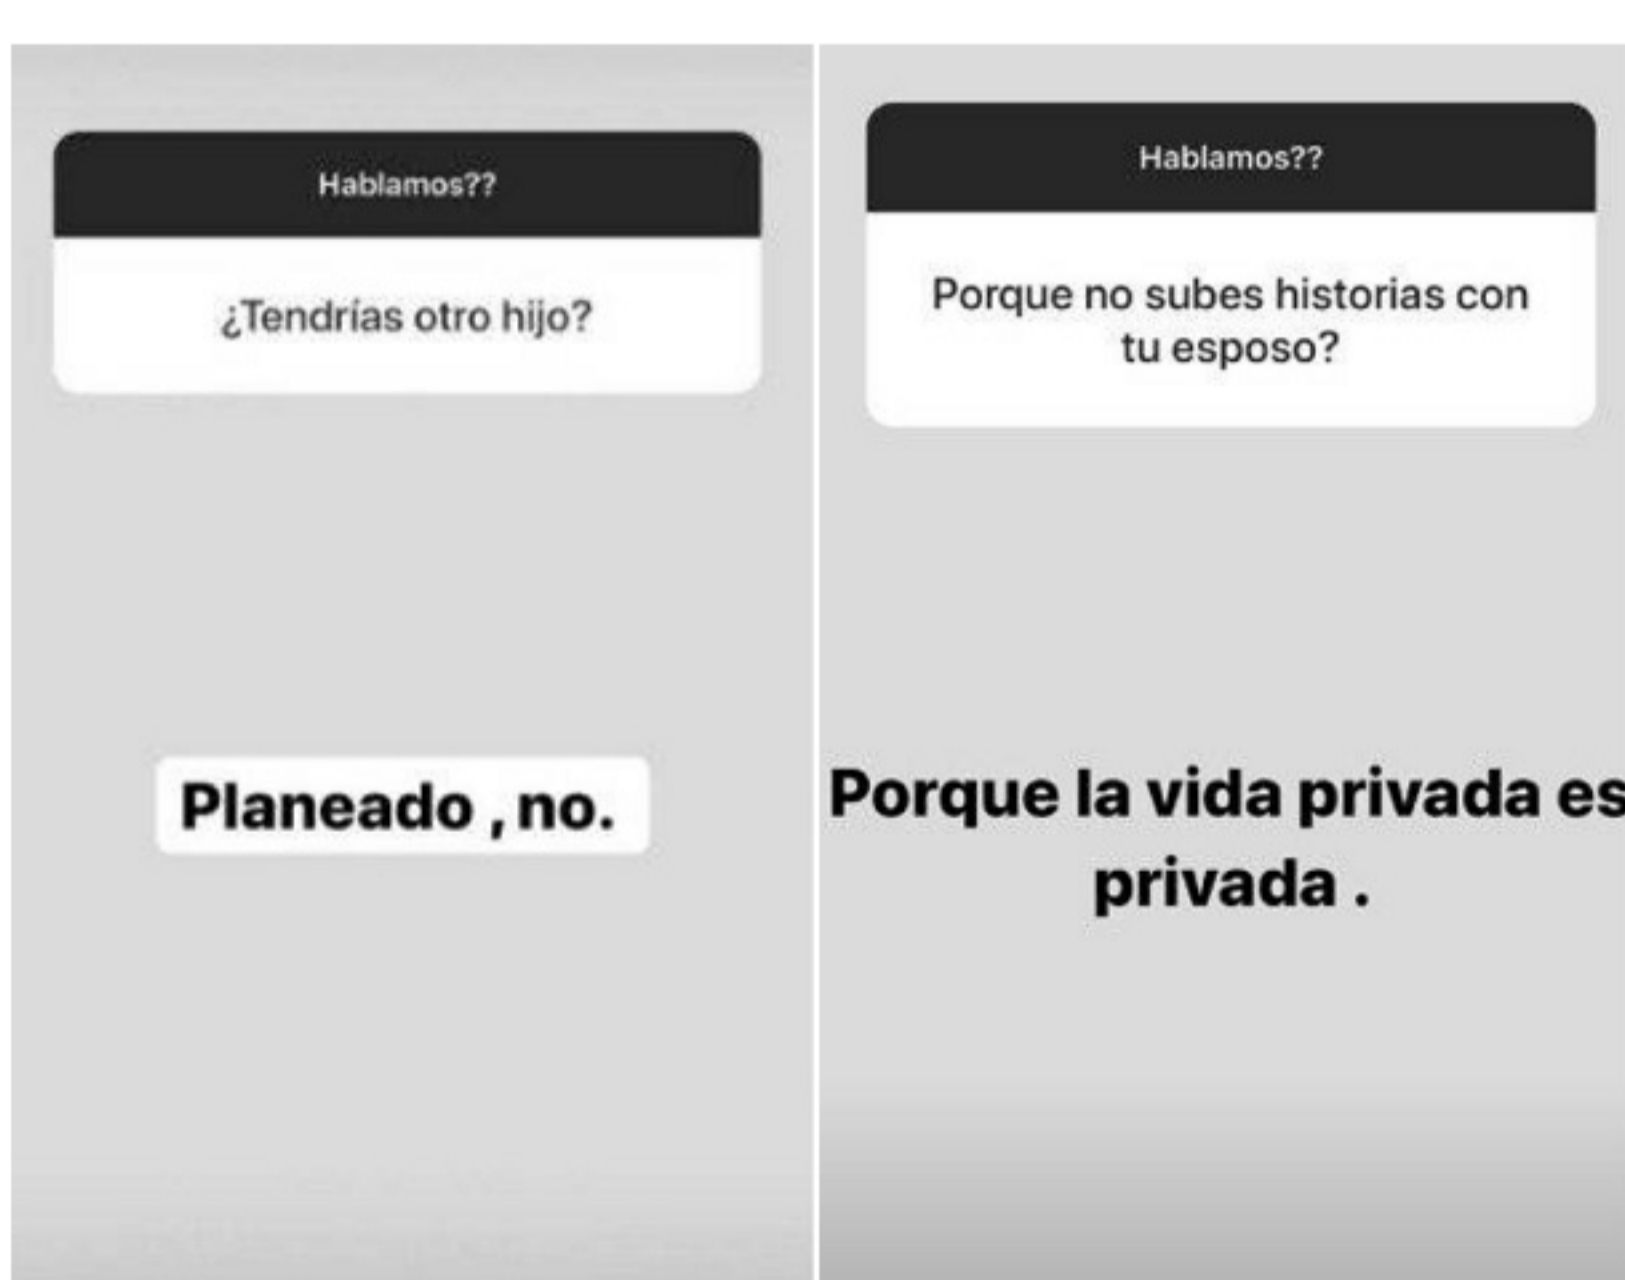 Hablamos??
¿Tendrías otro hijo?
Planeado , no.
Hablamos??
Porque no subes historias con
tu esposo?
Porque la vida privada es
privada .